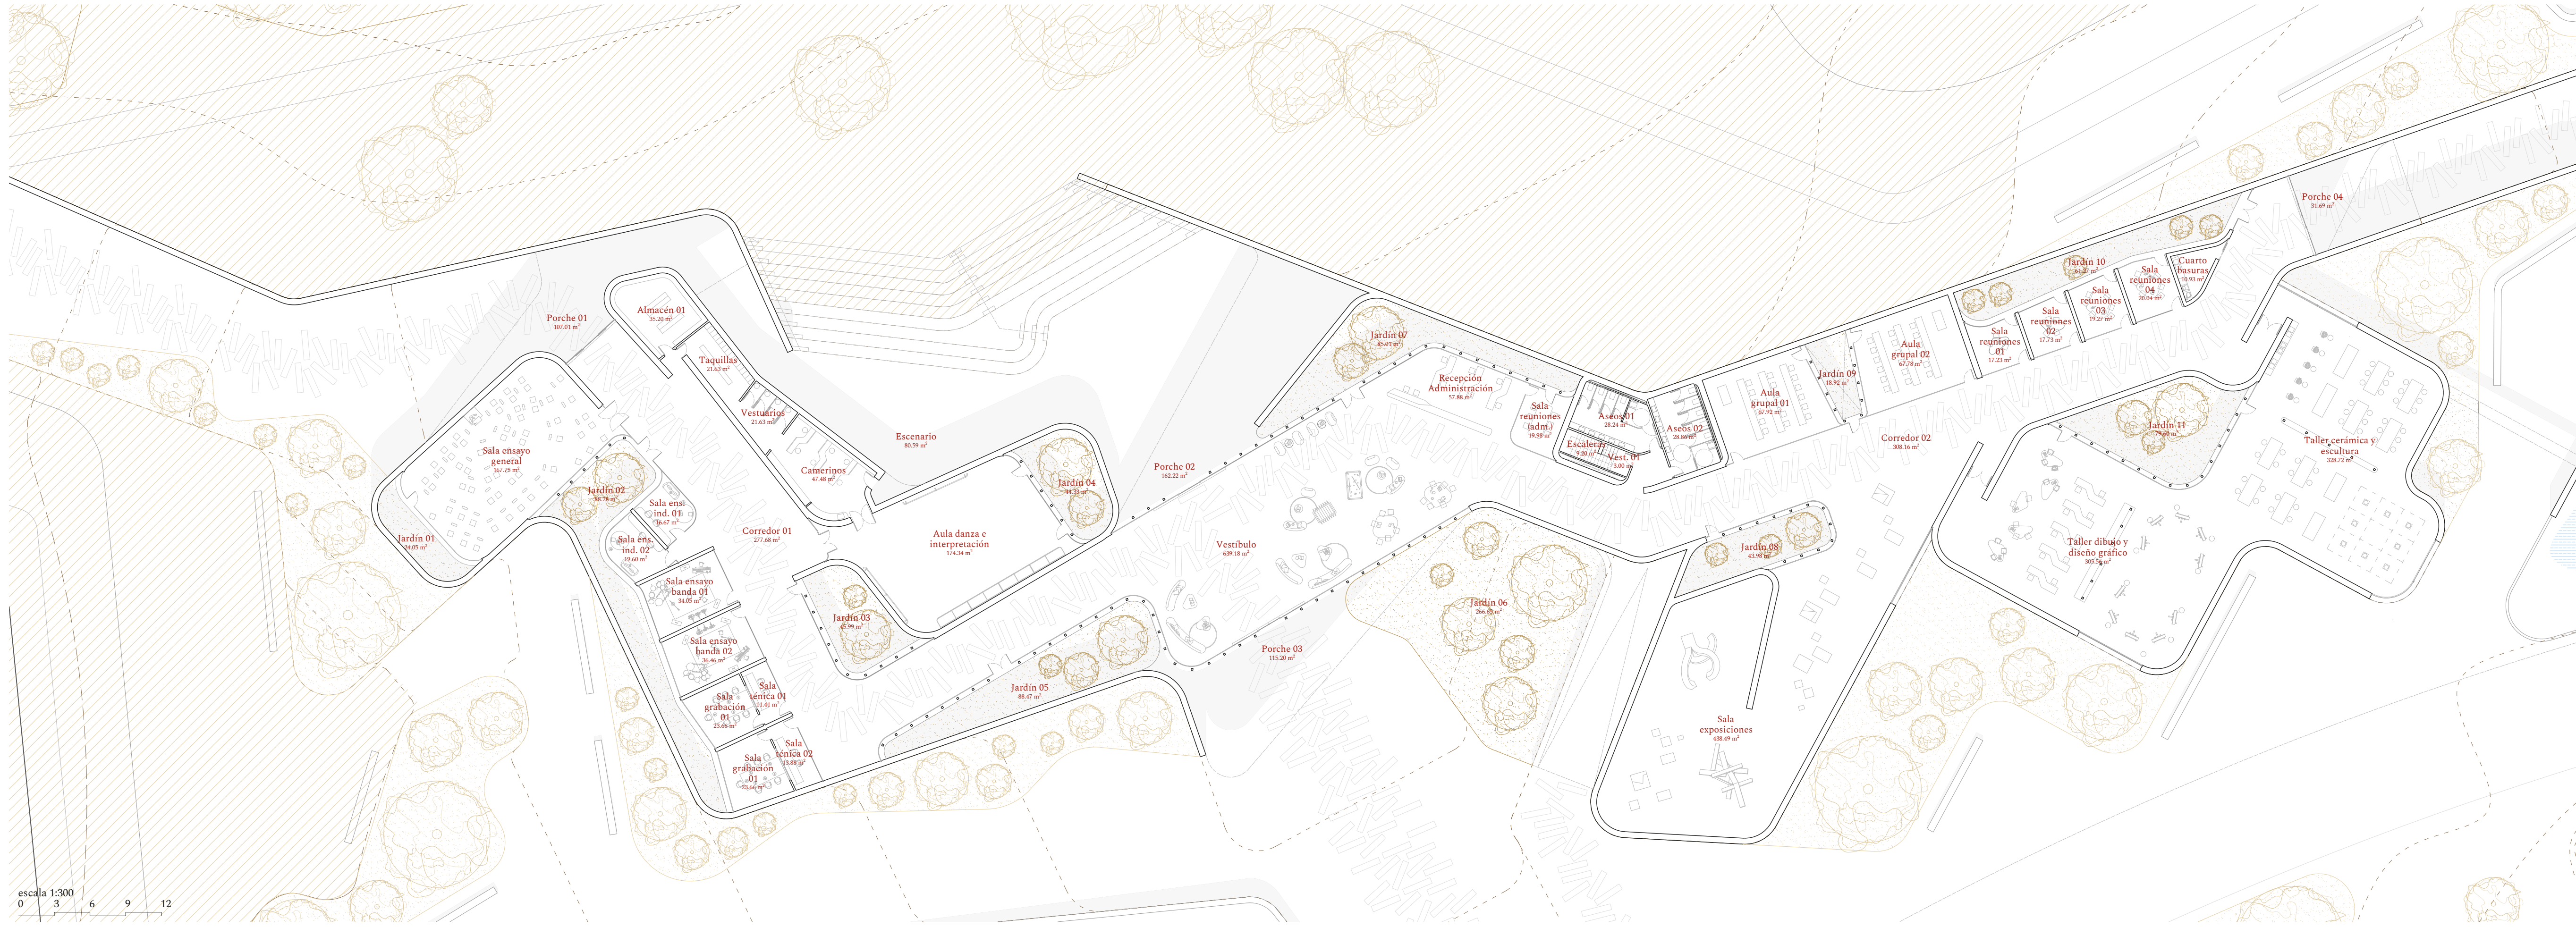 Porche 01
107.01 m²
Almacén 01
35.20 m²
Taquillas
21.63 m²
Vestuarios
21.63 m²
Camerinos
47.48 m²
Escenario
80.59 m²
Sala ensayo
general
167.25 m²
Jardín 01
Jardín 02
Sala ens.
ind. 01
16.67 m²
Sala ens.
ind. 02
19.60 m²
Corredor 01
277.68 m²
Sala ensayo
banda 01
34.05 m²
Sala ensayo
banda 02
36.46 m²
Sala
grabación
01
23.66 m²
Sala
ténica 01
11.41 m²
Sala
grabación
01
23.66 m²
Sala
ténica 02
13.88 m²
Jardín 03
45.99 m²
Aula danza e
interpretación
174.34 m²
Jardín 04
Jardín 05
88.47 m²
Porche 02
162.22 m²
Vestíbulo
639.18 m²
Porche 03
115.20 m²
Jardín 07
Recepción
Administración
57.88 m²
Sala
reuniones
(adm.)
19.98 m²
Aseos 01
28.24 m²
Escaleras
9.20 m²
Vest. 01
3.00 m²
Aseos 02
28.86 m²
Jardín 06
Jardín 08
43.98 m²
Sala
exposiciones
438.49 m²
Aula
grupal 01
67.92 m²
Jardín 09
18.92 m²
Aula
grupal 02
67.78 m²
Corredor 02
308.16 m²
Sala
reuniones
01
17.23 m²
Sala
reuniones
02
17.73 m²
Sala
reuniones
03
19.27 m²
Sala
reuniones
04
20.04 m²
Cuarto
basuras
10.93 m²
Jardín 10
Porche 04
31.69 m²
Jardín 11
Taller cerámica y
escultura
328.72 m²
Taller dibujo y
diseño gráfico
escala 1:300
0 3 6 9 12